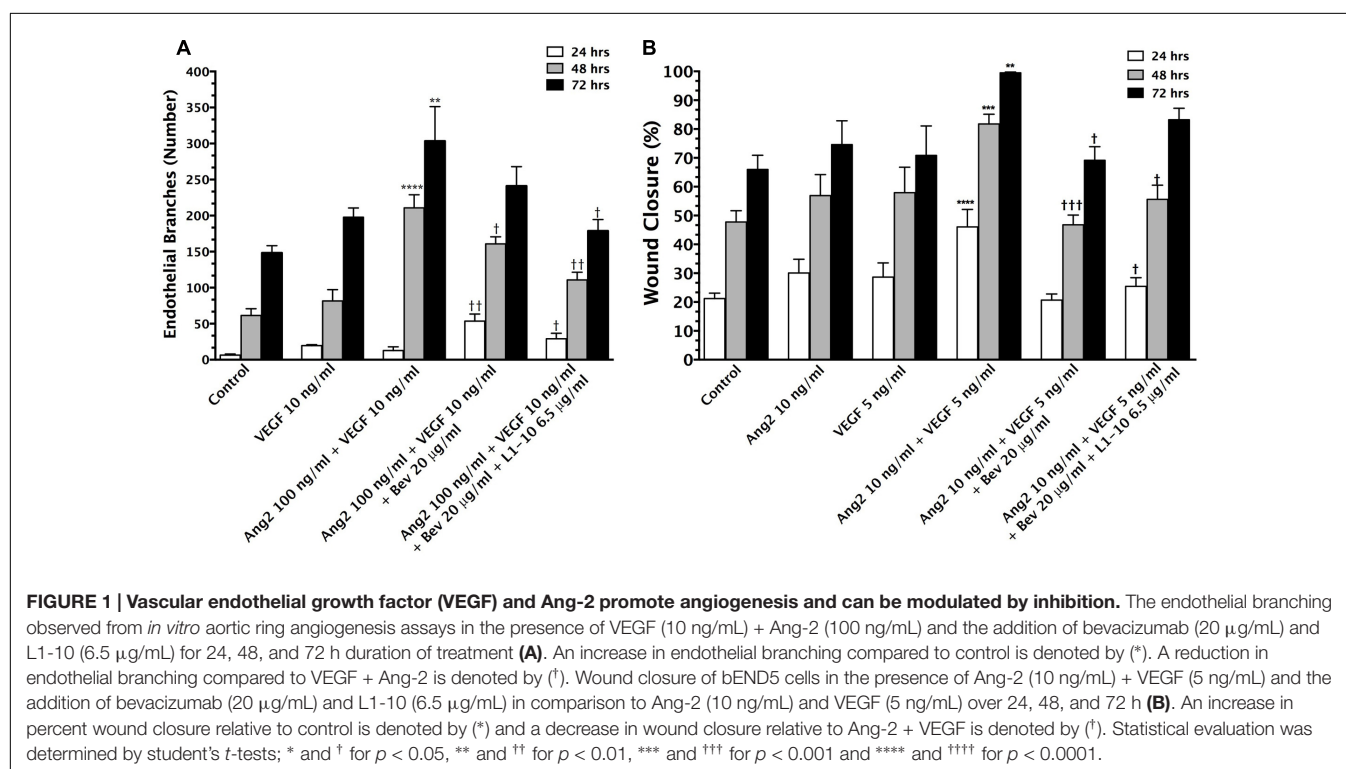 A
24 hrs
48 hrs
72 hrs
Endothelial Branches (Number)
400
350
300
250
200
150
100
50
0
****
**
††
†
†
††
†
Control
VEGF 10 ng/ml
Ang2 100 ng/ml + VEGF 10 ng/ml
Ang2 100 ng/ml + VEGF 10 ng/ml
+ Bev 20 µg/ml
Ang2 100 ng/ml + VEGF 10 ng/ml
+ Bev 20 µg/ml + L1-10 6.5 µg/ml
B
24 hrs
48 hrs
72 hrs
Wound Closure (%)
100
90
80
70
60
50
40
30
20
10
0
****
***
**
†††
†
†
†
Control
Ang2 10 ng/ml
VEGF 5 ng/ml
Ang2 10 ng/ml + VEGF 5 ng/ml
Ang2 10 ng/ml + VEGF 5 ng/ml
+ Bev 20 µg/ml
Ang2 10 ng/ml + VEGF 5 ng/ml
+ Bev 20 µg/ml + L1-10 6.5 µg/ml
FIGURE 1 | Vascular endothelial growth factor (VEGF) and Ang-2 promote angiogenesis and can be modulated by inhibition. The endothelial branching
observed from in vitro aortic ring angiogenesis assays in the presence of VEGF (10 ng/mL) + Ang-2 (100 ng/mL) and the addition of bevacizumab (20 µg/mL) and
L1-10 (6.5 µg/mL) for 24, 48, and 72 h duration of treatment (A). An increase in endothelial branching compared to control is denoted by (*). A reduction in
endothelial branching compared to VEGF + Ang-2 is denoted by (†). Wound closure of bEND5 cells in the presence of Ang-2 (10 ng/mL) + VEGF (5 ng/mL) and the
addition of bevacizumab (20 µg/mL) and L1-10 (6.5 µg/mL) in comparison to Ang-2 (10 ng/mL) and VEGF (5 ng/mL) over 24, 48, and 72 h (B). An increase in
percent wound closure relative to control is denoted by (*) and a decrease in wound closure relative to Ang-2 + VEGF is denoted by (†). Statistical evaluation was
determined by student's t-tests; * and † for p < 0.05, ** and †† for p < 0.01, *** and ††† for p < 0.001 and **** and †††† for p < 0.0001.